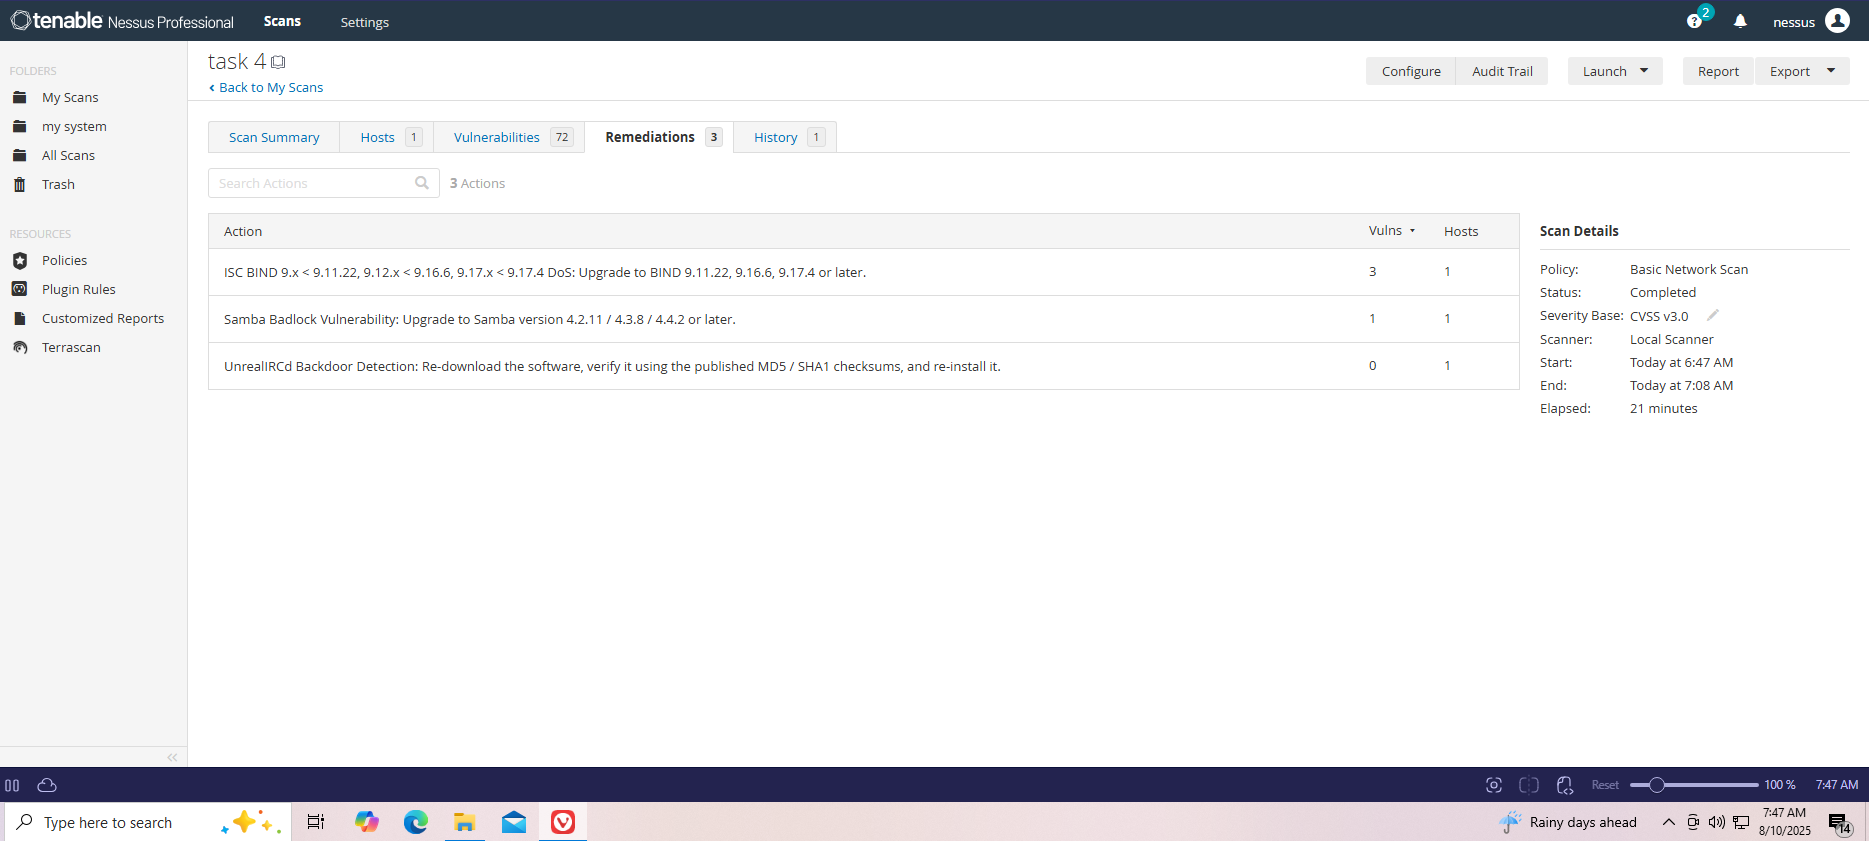 tenable Nessus Professional Scans Settings 2 nessus
FOLDERS
My Scans
my system
All Scans
Trash
RESOURCES
Policies
Plugin Rules
Customized Reports
Terrascan
task 4
Back to My Scans
Configure Audit Trail Launch Report Export
Scan Summary Hosts 1 Vulnerabilities 72 Remediations 3 History 1
Search Actions 3 Actions
Action Vulns Hosts
ISC BIND 9.x < 9.11.22, 9.12.x < 9.16.6, 9.17.x < 9.17.4 DoS: Upgrade to BIND 9.11.22, 9.16.6, 9.17.4 or later. 3 1
Samba Badlock Vulnerability: Upgrade to Samba version 4.2.11 / 4.3.8 / 4.4.2 or later. 1 1
UnrealIRCd Backdoor Detection: Re-download the software, verify it using the published MD5 / SHA1 checksums, and re-install it. 0 1
Scan Details
Policy: Basic Network Scan
Status: Completed
Severity Base: CVSS v3.0
Scanner: Local Scanner
Start: Today at 6:47 AM
End: Today at 7:08 AM
Elapsed: 21 minutes
Reset 100 % 7:47 AM
Type here to search Rainy days ahead 7:47 AM
8/10/2025 14